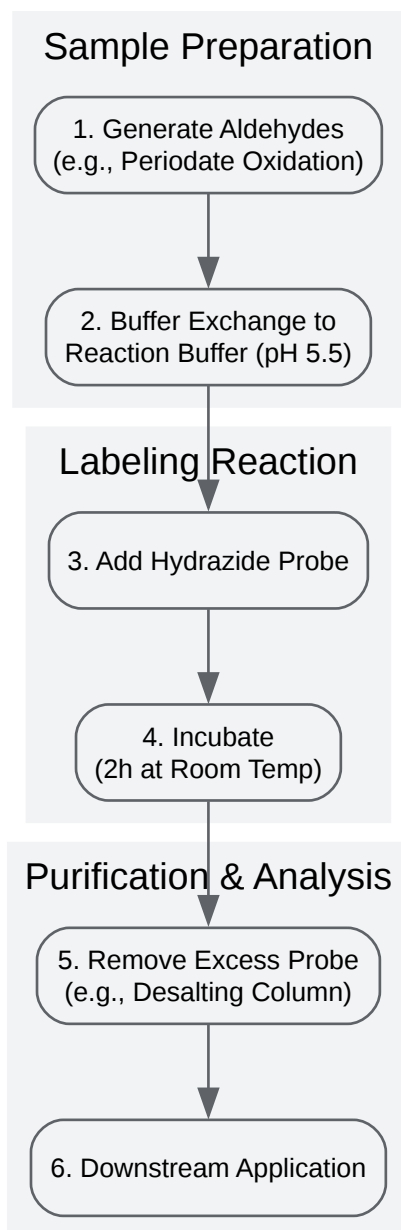 Sample Preparation
1. Generate Aldehydes
(e.g., Periodate Oxidation)
2. Buffer Exchange to
Reaction Buffer (pH 5.5)
Labeling Reaction
3. Add Hydrazide Probe
4. Incubate
(2h at Room Temp)
Purification & Analysis
5. Remove Excess Probe
(e.g., Desalting Column)
6. Downstream Application